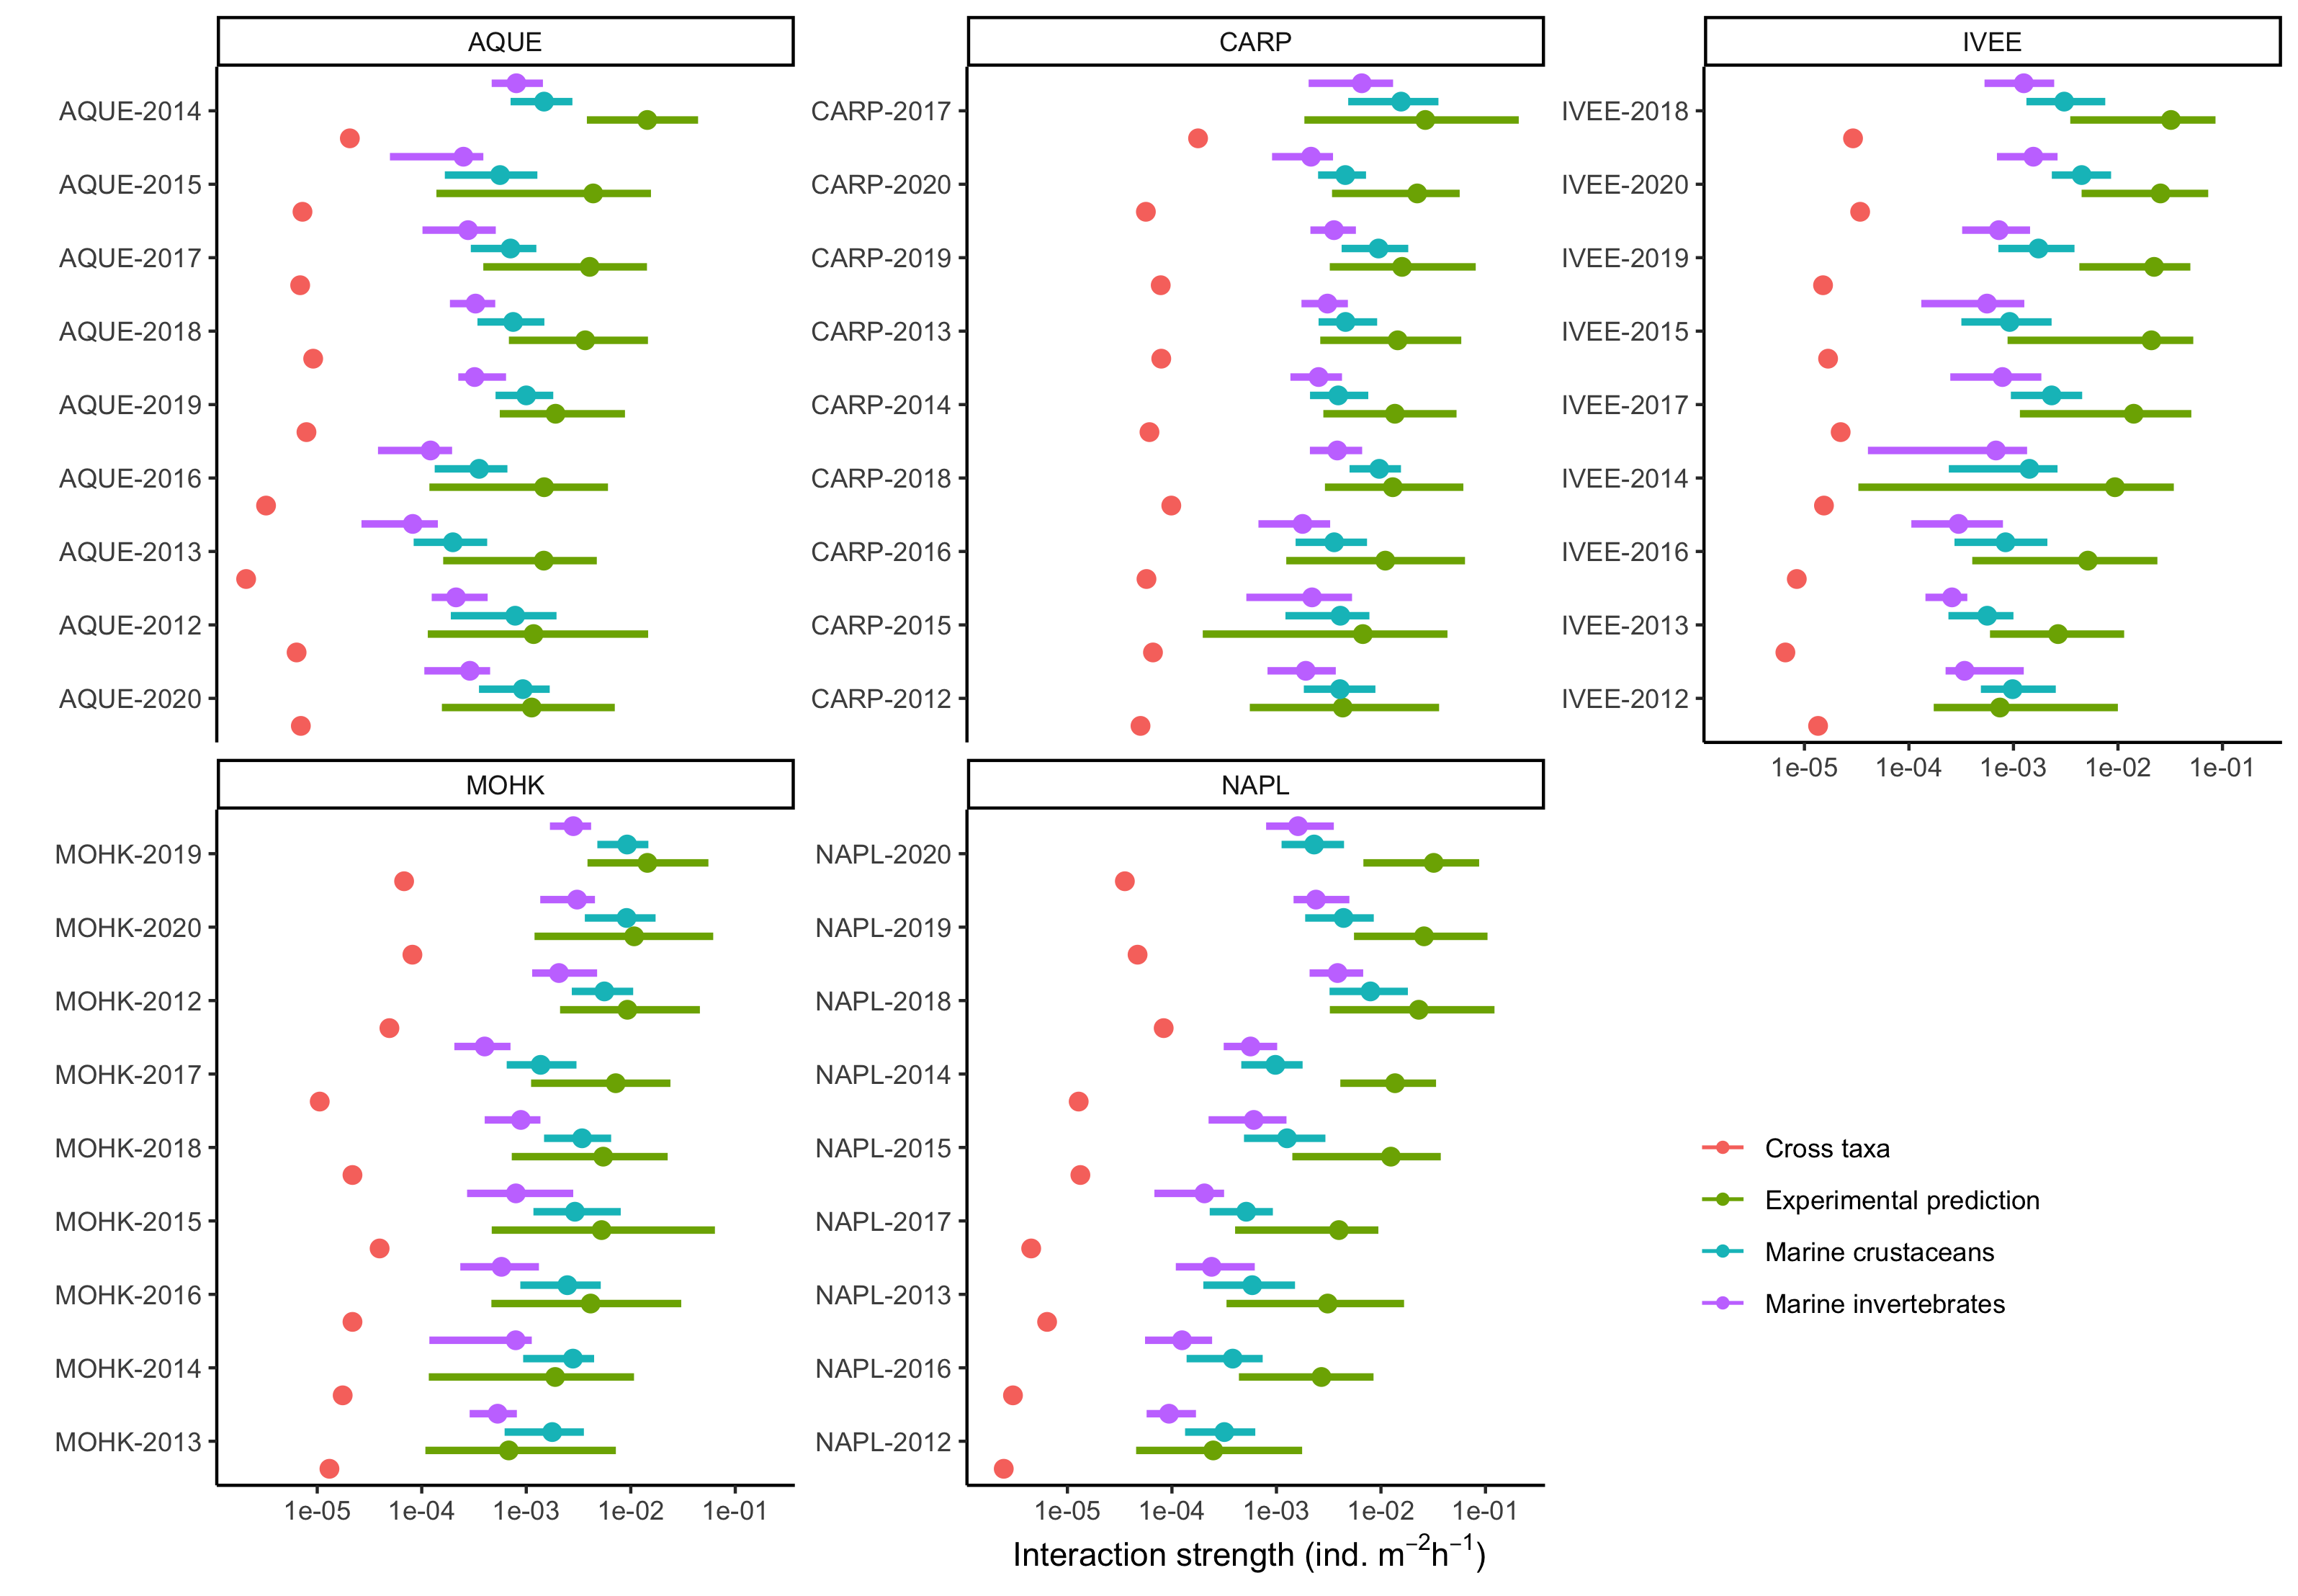 AQUE
AQUE-2014
AQUE-2015
AQUE-2017
AQUE-2018
AQUE-2019
AQUE-2016
AQUE-2013
AQUE-2012
AQUE-2020
CARP
CARP-2017
CARP-2020
CARP-2019
CARP-2013
CARP-2014
CARP-2018
CARP-2016
CARP-2015
CARP-2012
IVEE
IVEE-2018
IVEE-2020
IVEE-2019
IVEE-2015
IVEE-2017
IVEE-2014
IVEE-2016
IVEE-2013
IVEE-2012
1e-05 1e-04 1e-03 1e-02 1e-01
MOHK
MOHK-2019
MOHK-2020
MOHK-2012
MOHK-2017
MOHK-2018
MOHK-2015
MOHK-2016
MOHK-2014
MOHK-2013
1e-05 1e-04 1e-03 1e-02 1e-01
NAPL
NAPL-2020
NAPL-2019
NAPL-2018
NAPL-2014
NAPL-2015
NAPL-2017
NAPL-2013
NAPL-2016
NAPL-2012
1e-05 1e-04 1e-03 1e-02 1e-01
Interaction strength (ind. m⁻²h⁻¹)
Cross taxa
Experimental prediction
Marine crustaceans
Marine invertebrates